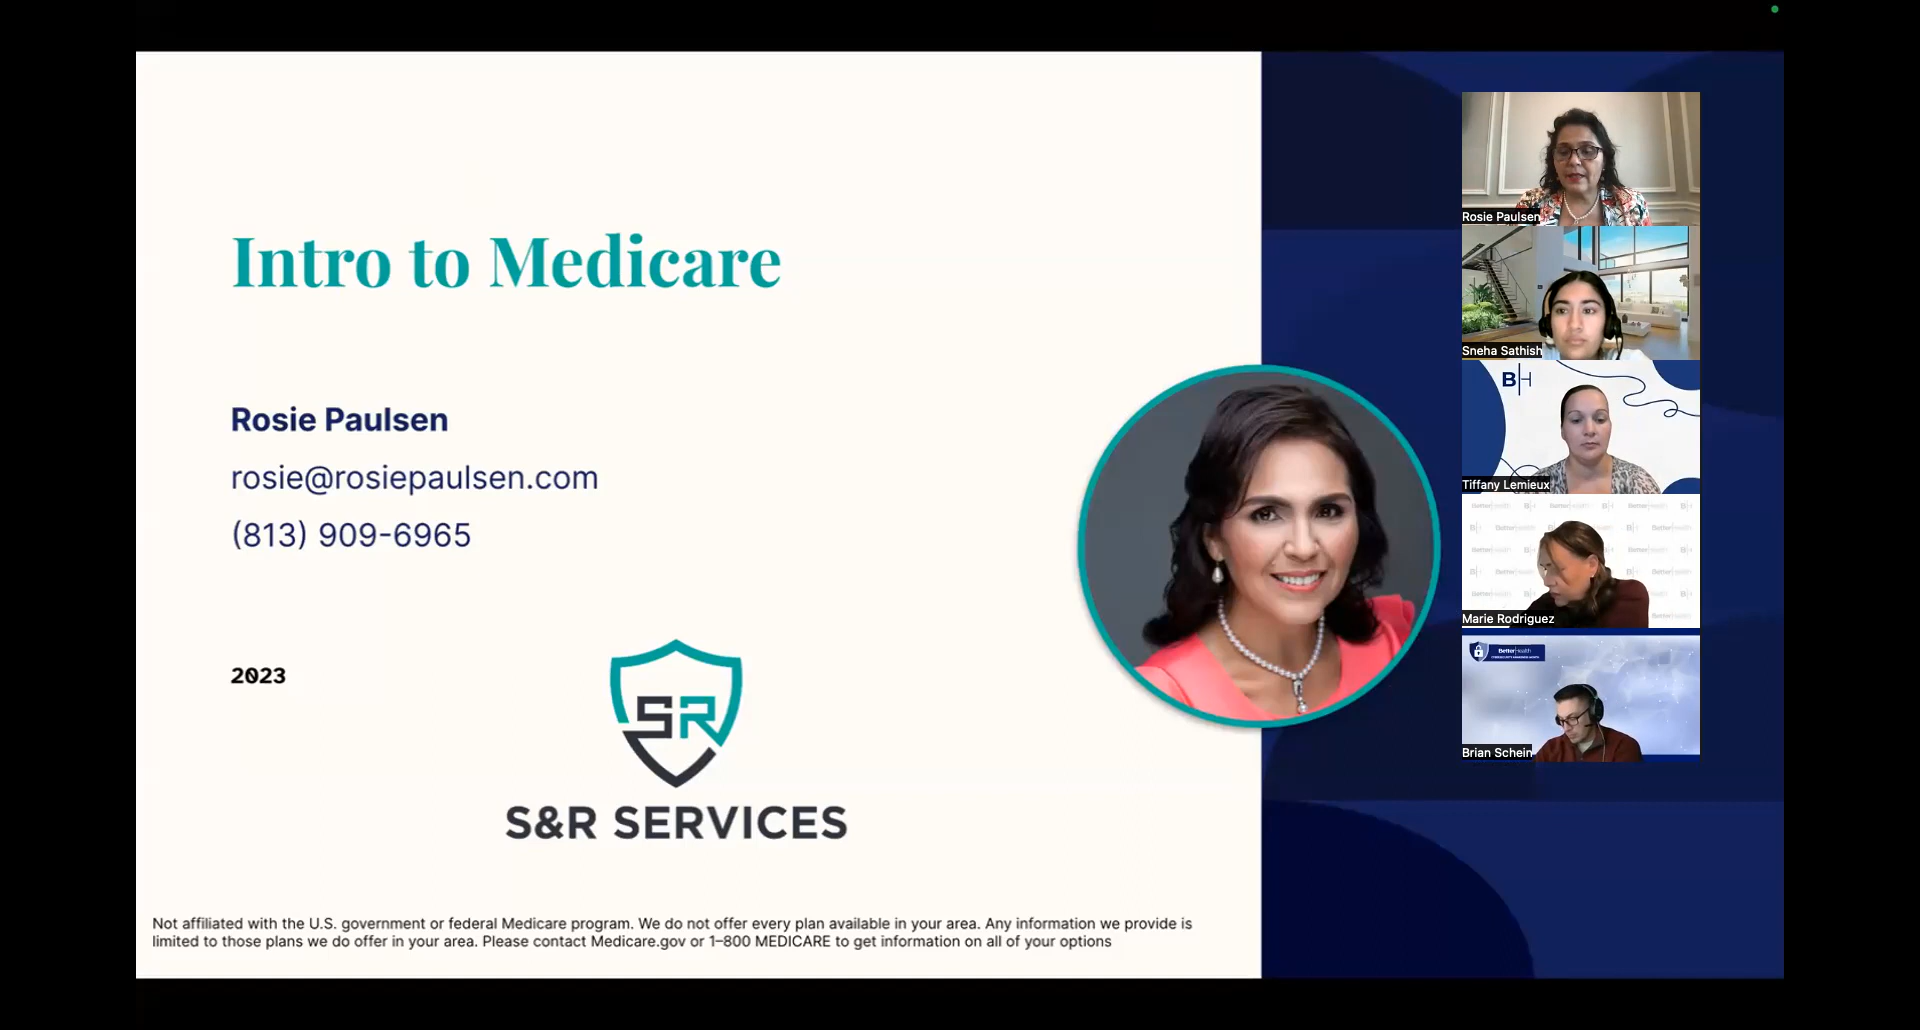 Intro to Medicare
Rosie Paulsen
rosie@rosiepaulsen.com
(813) 909-6965
2023
SR
S&R SERVICES
Not affiliated with the U.S. government or federal Medicare program. We do not offer every plan available in your area. Any information we provide is
limited to those plans we do offer in your area. Please contact Medicare.gov or 1–800 MEDICARE to get information on all of your options
Rosie Paulsen
Sneha Sathish
B|H
Tiffany Lemieux
BetterHealth
Marie Rodriguez
BetterHealth
Brian Schein